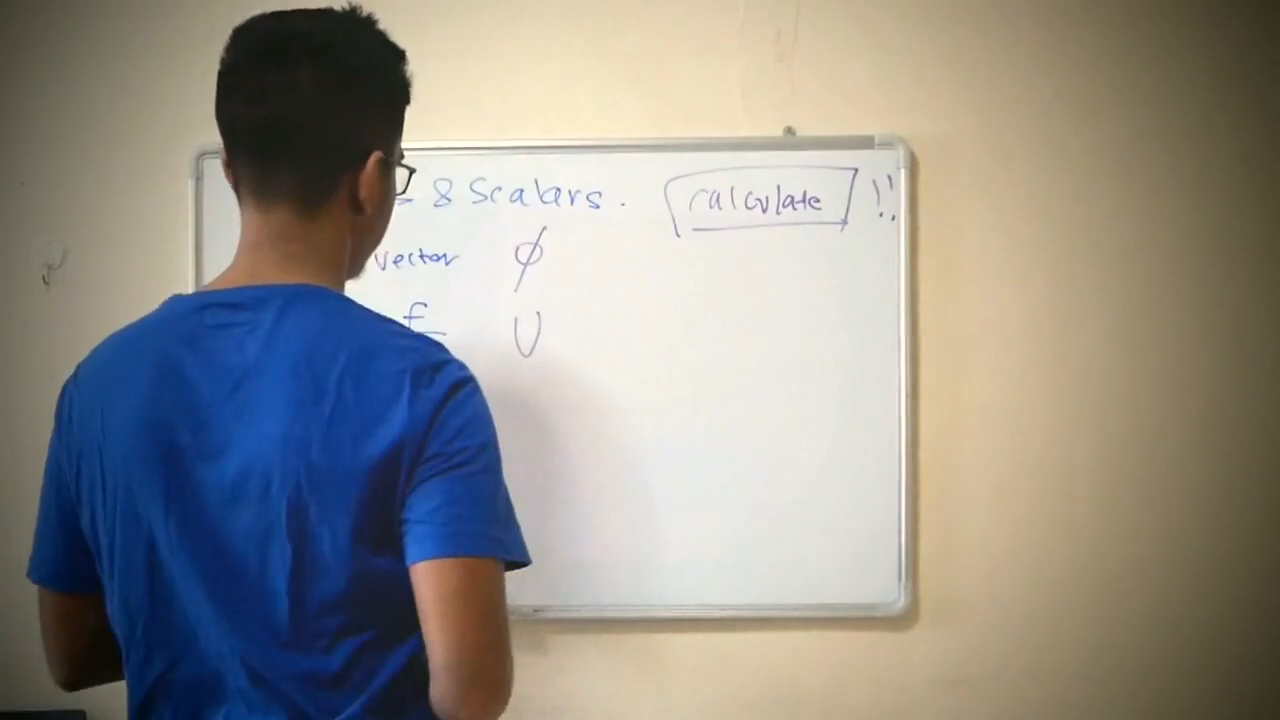 & Scalars. calculate !!
vector φ
F U